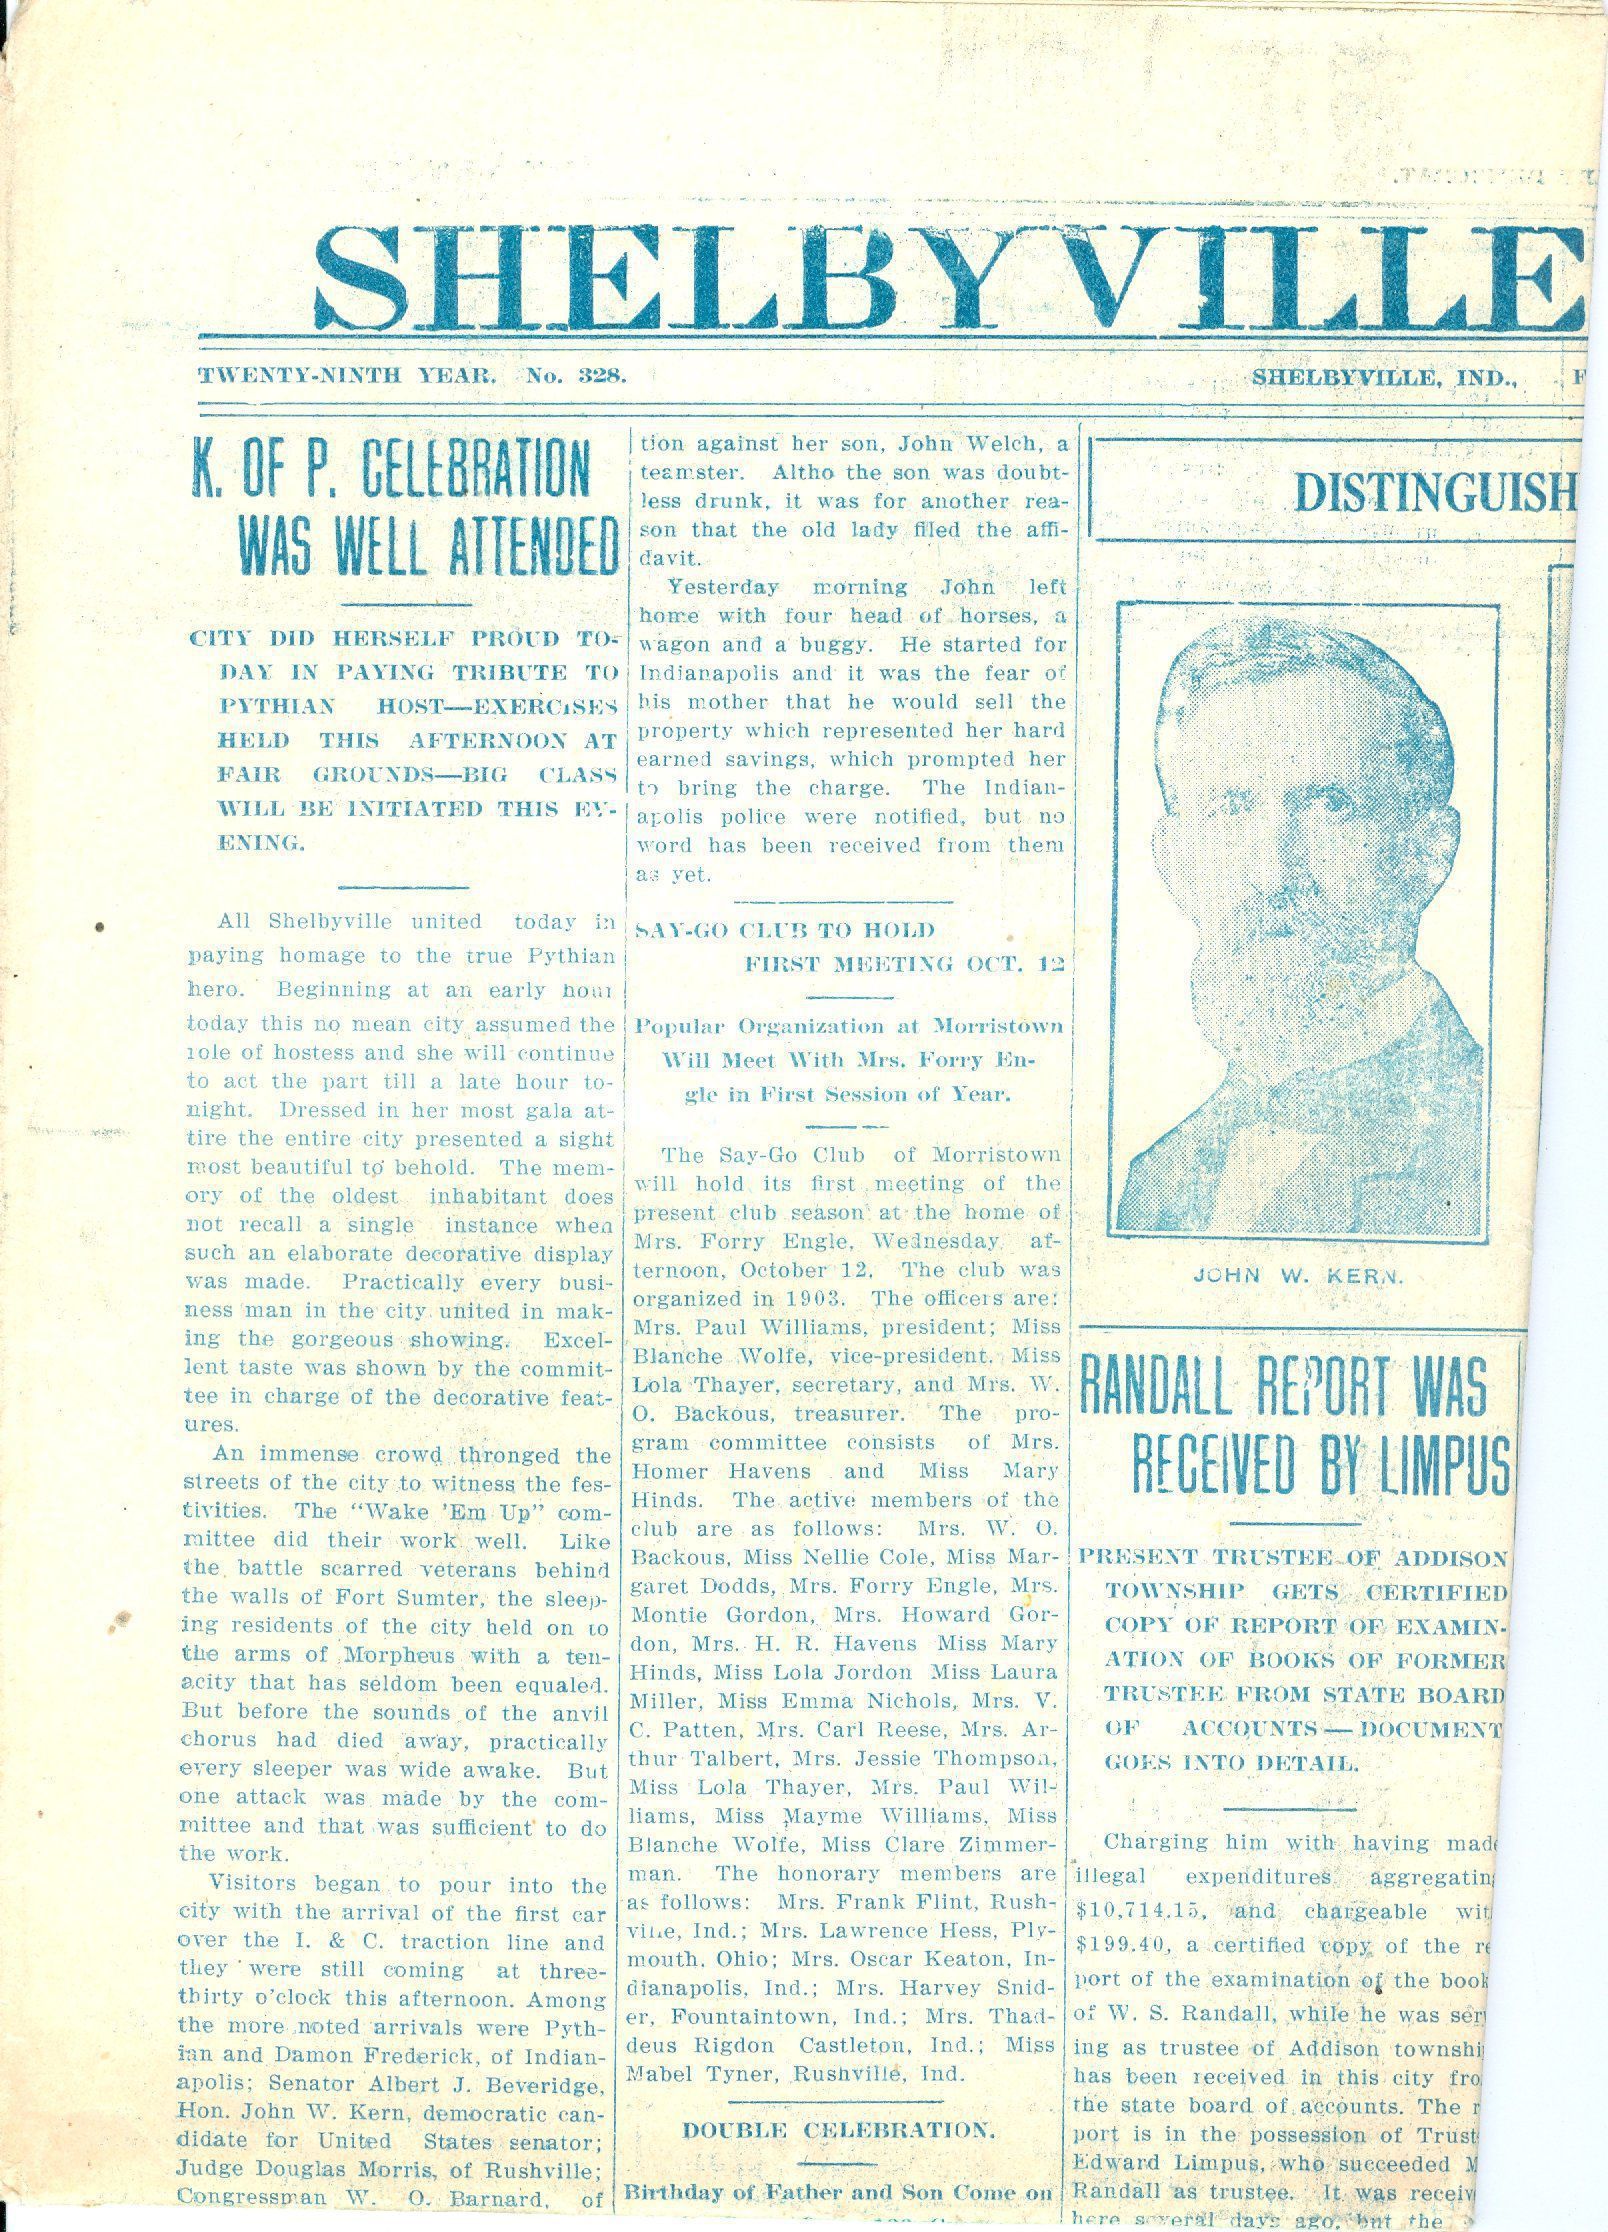 SHELBYVILLE
TWENTY-NINTH YEAR. No. 328.
SHELBYVILLE, IND., F
K. OF P. CELEBRATION
WAS WELL ATTENDED
CITY DID HERSELF PROUD TO-
DAY IN PAYING TRIBUTE TO
PYTHIAN HOST—EXERCISES
HELD THIS AFTERNOON AT
FAIR GROUNDS—BIG CLASS
WILL BE INITIATED THIS EV-
ENING.
All Shelbyville united today in
paying homage to the true Pythian
hero. Beginning at an early hour
today this no mean city assumed the
role of hostess and she will continue
to act the part till a late hour to-
night. Dressed in her most gala at-
tire the entire city presented a sight
most beautiful to behold. The mem-
ory of the oldest inhabitant does
not recall a single instance when
such an elaborate decorative display
was made. Practically every busi-
ness man in the city united in mak-
ing the gorgeous showing. Excel-
lent taste was shown by the commit-
tee in charge of the decorative feat-
ures.
An immense crowd thronged the
streets of the city to witness the fes-
tivities. The "Wake 'Em Up" com-
mittee did their work well. Like
the battle scarred veterans behind
the walls of Fort Sumter, the sleep-
ing residents of the city held on to
the arms of Morpheus with a ten-
acity that has seldom been equaled.
But before the sounds of the anvil
chorus had died away, practically
every sleeper was wide awake. But
one attack was made by the com-
mittee and that was sufficient to do
the work.
Visitors began to pour into the
city with the arrival of the first car
over the I. & C. traction line and
they were still coming at three-
thirty o'clock this afternoon. Among
the more noted arrivals were Pyth-
ian and Damon Frederick, of Indian-
apolis; Senator Albert J. Beveridge,
Hon. John W. Kern, democratic can-
didate for United States senator;
Judge Douglas Morris, of Rushville;
Congressman W. O. Barnard, of
tion against her son, John Welch, a
teamster. Altho the son was doubt-
less drunk, it was for another rea-
son that the old lady filed the affi-
davit.
Yesterday morning John left
home with four head of horses, a
wagon and a buggy. He started for
Indianapolis and it was the fear of
his mother that he would sell the
property which represented her hard
earned savings, which prompted her
to bring the charge. The Indian-
apolis police were notified, but no
word has been received from them
as yet.
SAY-GO CLUB TO HOLD
FIRST MEETING OCT. 12
Popular Organization at Morristown
Will Meet With Mrs. Forry En-
gle in First Session of Year.
The Say-Go Club of Morristown
will hold its first meeting of the
present club season at the home of
Mrs. Forry Engle, Wednesday af-
ternoon, October 12. The club was
organized in 1903. The officers are:
Mrs. Paul Williams, president; Miss
Blanche Wolfe, vice-president. Miss
Lola Thayer, secretary, and Mrs. W.
O. Backous, treasurer. The pro-
gram committee consists of Mrs.
Homer Havens and Miss Mary
Hinds. The active members of the
club are as follows: Mrs. W. O.
Backous, Miss Nellie Cole, Miss Mar-
garet Dodds, Mrs. Forry Engle, Mrs.
Montie Gordon, Mrs. Howard Gor-
don, Mrs. H. R. Havens Miss Mary
Hinds, Miss Lola Jordon Miss Laura
Miller, Miss Emma Nichols, Mrs. V.
C. Patten, Mrs. Carl Reese, Mrs. Ar-
thur Talbert, Mrs. Jessie Thompson,
Miss Lola Thayer, Mrs. Paul Wil-
liams, Miss Mayme Williams, Miss
Blanche Wolfe, Miss Clare Zimmer-
man. The honorary members are
as follows: Mrs. Frank Flint, Rush-
ville, Ind.; Mrs. Lawrence Hess, Ply-
mouth, Ohio; Mrs. Oscar Keaton, In-
dianapolis, Ind.; Mrs. Harvey Snid-
er, Fountaintown, Ind.; Mrs. Thad-
deus Rigdon Castleton, Ind.; Miss
Mabel Tyner, Rushville, Ind.
DOUBLE CELEBRATION.
Birthday of Father and Son Come on
DISTINGUISH
JOHN W. KERN.
RANDALL REPORT WAS
RECEIVED BY LIMPUS
PRESENT TRUSTEE OF ADDISON
TOWNSHIP GETS CERTIFIED
COPY OF REPORT OF EXAMIN-
ATION OF BOOKS OF FORMER
TRUSTEE FROM STATE BOARD
OF ACCOUNTS—DOCUMENT
GOES INTO DETAIL.
Charging him with having made
illegal expenditures aggregating
$10,714.15, and chargeable wit
$199.40, a certified copy of the re
port of the examination of the book
of W. S. Randall, while he was ser
ing as trustee of Addison townshi
has been received in this city fro
the state board of accounts. The r
port is in the possession of Trust
Edward Limpus, who succeeded M
Randall as trustee. It was receiv
here several days ago, but the